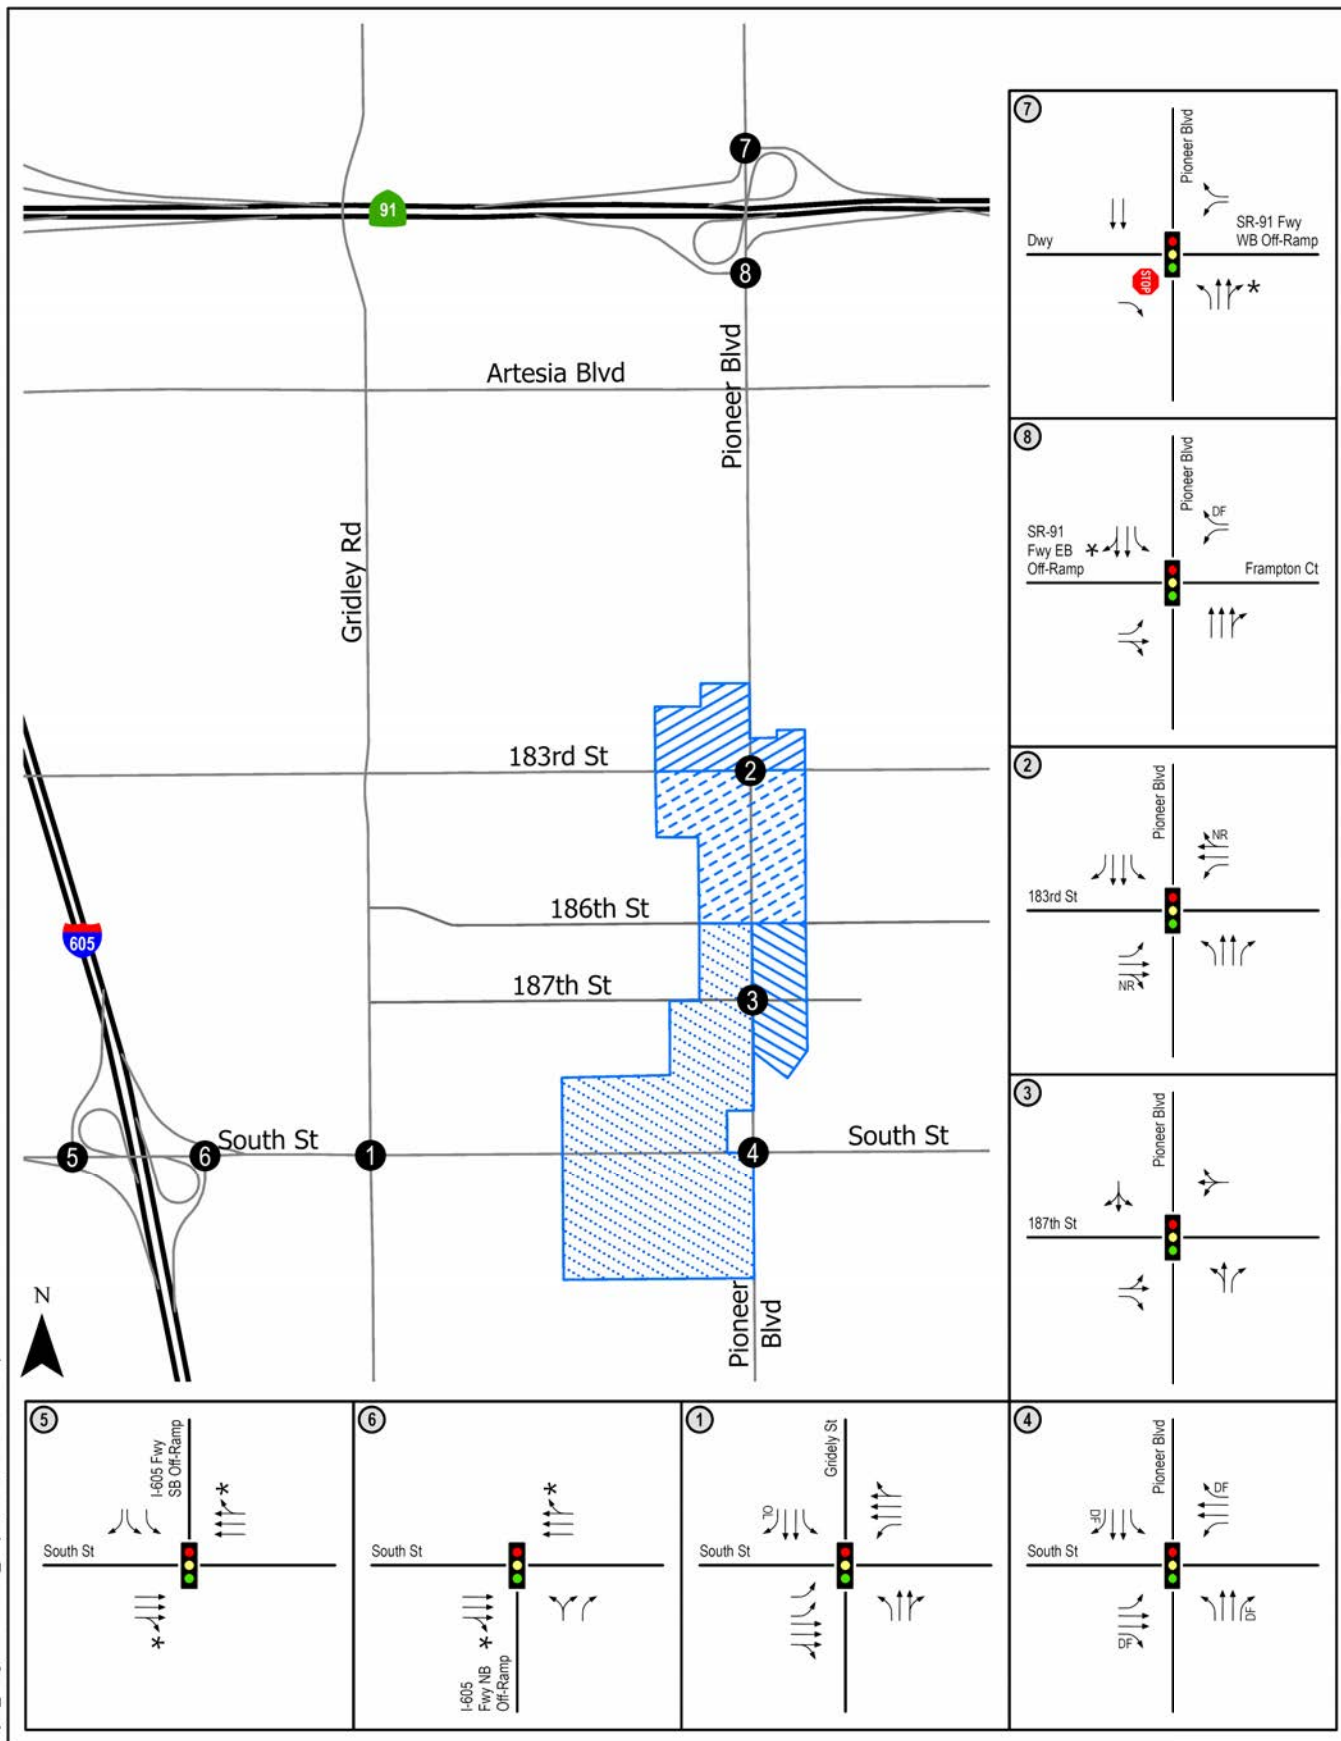 7
91
8
Artesia Blvd
Pioneer Blvd
Gridley Rd
183rd St
2
186th St
605
187th St
3
South St
South St
5
6
1
4
N
Pioneer
Blvd
7
Pioneer Blvd
SR-91 Fwy
WB Off-Ramp
Dwy
STOP
*
8
Pioneer Blvd
DF
SR-91
Fwy EB
Off-Ramp
*
Frampton Ct
2
Pioneer Blvd
NR
183rd St
NR
3
Pioneer Blvd
187th St
5
I-605 Fwy
SB Off-Ramp
*
South St
*
6
*
South St
*
I-605
Fwy NB
Off-Ramp
1
Gridely St
OL
South St
4
Pioneer Blvd
DF
DF
South St
DF
DF